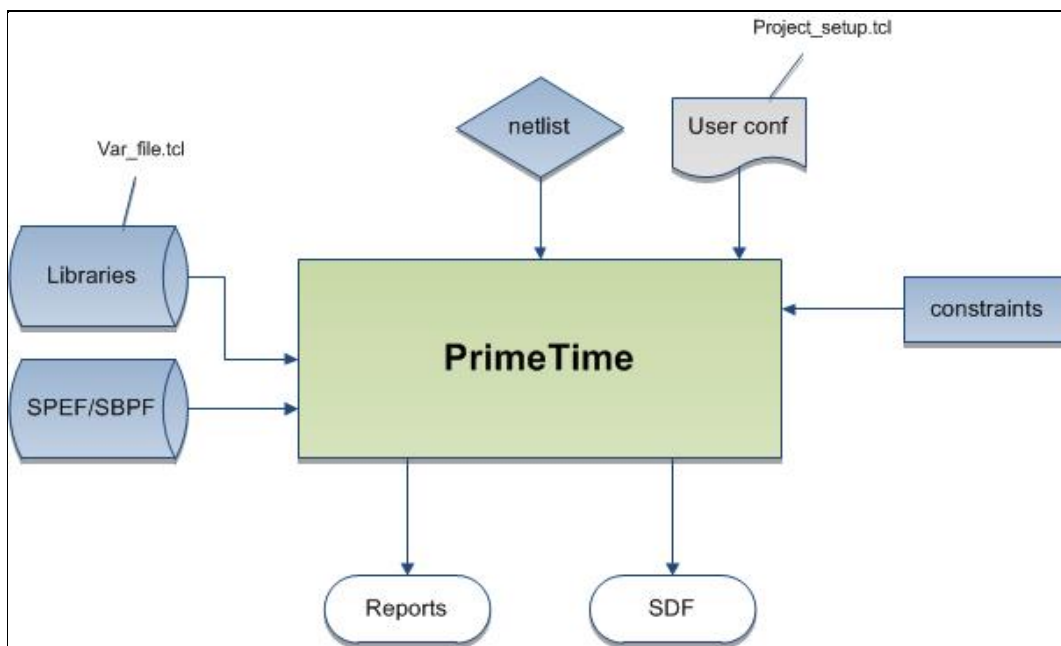 Project_setup.tcl
netlist
User conf
Var_file.tcl
Libraries
constraints
PrimeTime
SPEF/SBPF
Reports
SDF